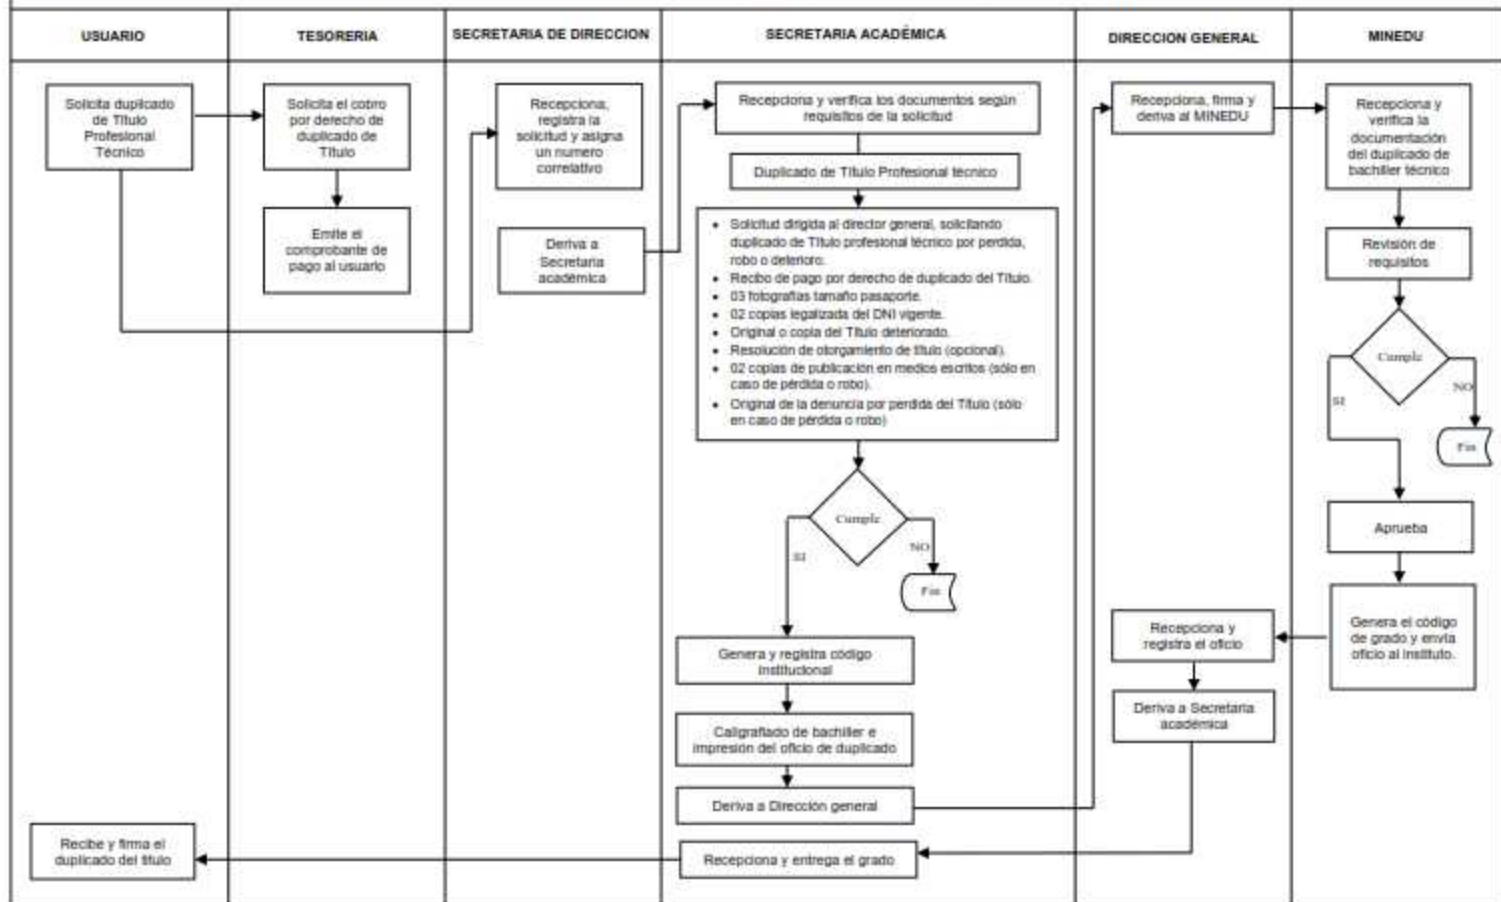 USUARIO
TESORERIA
SECRETARIA DE DIRECCION
SECRETARIA ACADÉMICA
DIRECCION GENERAL
MINEDU
Solicita duplicado
de Título
Profesional
Técnico
Recibe y firma el
duplicado del título
Solicita el cobro
por derecho de
duplicado de
Título
Emite el
comprobante de
pago al usuario
Recepciona,
registra la
solicitud y asigna
un numero
correlativo
Deriva a
Secretaria
académica
Recepciona y verifica los documentos según
requisitos de la solicitud
Duplicado de Título Profesional técnico
• Solicitud dirigida al director general, solicitando
duplicado de Título profesional técnico por perdida,
robo o deterioro.
• Recibo de pago por derecho de duplicado del Título.
• 03 fotografías tamaño pasaporte.
• 02 copias legalizada del DNI vigente.
• Original o copia del Título deteriorado.
• Resolución de otorgamiento de título (opcional).
• 02 copias de publicación en medios escritos (sólo en
caso de pérdida o robo).
• Original de la denuncia por perdida del Título (sólo
en caso de pérdida o robo)
Cumple
SI
NO
Fin
Genera y registra código
institucional
Caligrafiado de bachiller e
impresión del oficio de duplicado
Deriva a Dirección general
Recepciona y entrega el grado
Recepciona, firma y
deriva al MINEDU
Recepciona y
registra el oficio
Deriva a Secretaria
académica
Recepciona y
verifica la
documentación
del duplicado de
bachiller técnico
Revisión de
requisitos
Cumple
SI
NO
Fin
Aprueba
Genera el código
de grado y envía
oficio al instituto.